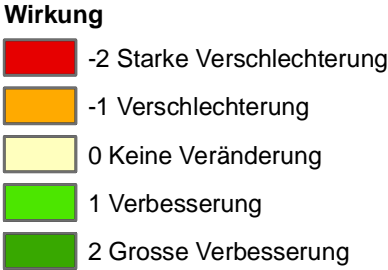 Wirkung
-2 Starke Verschlechterung
-1 Verschlechterung
0 Keine Veränderung
1 Verbesserung
2 Grosse Verbesserung